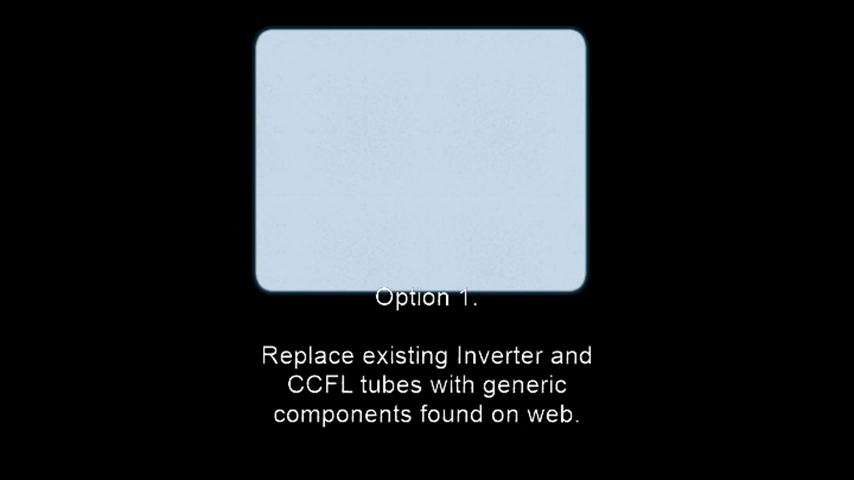 Option 1.
Replace existing Inverter and
CCFL tubes with generic
components found on web.